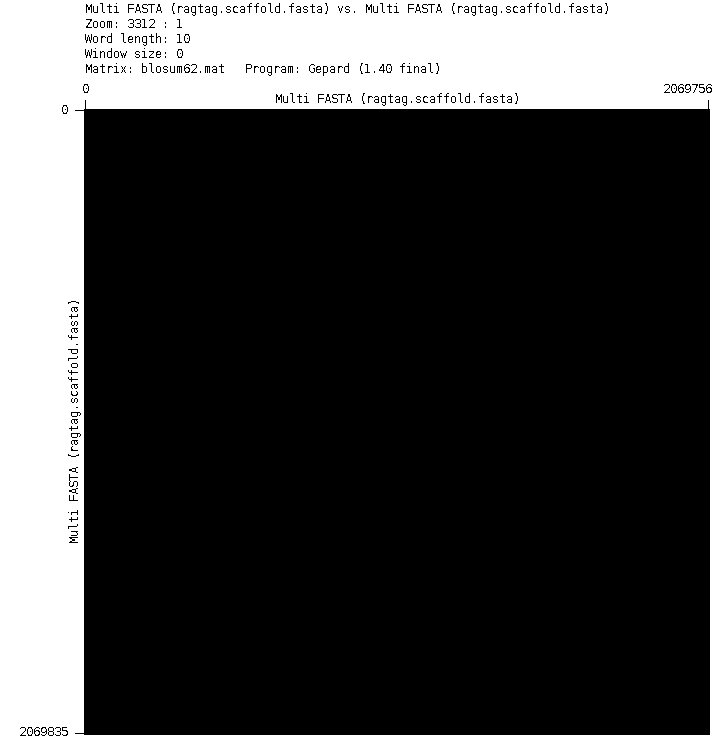 Multi FASTA (ragtag.scaffold.fasta) vs. Multi FASTA (ragtag.scaffold.fasta)
Zoom: 3312 : 1
Word length: 10
Window size: 0
Matrix: blosum62.mat   Program: Gepard (1.40 final)
0
2069756
Multi FASTA (ragtag.scaffold.fasta)
0
Multi FASTA (ragtag.scaffold.fasta)
2069835